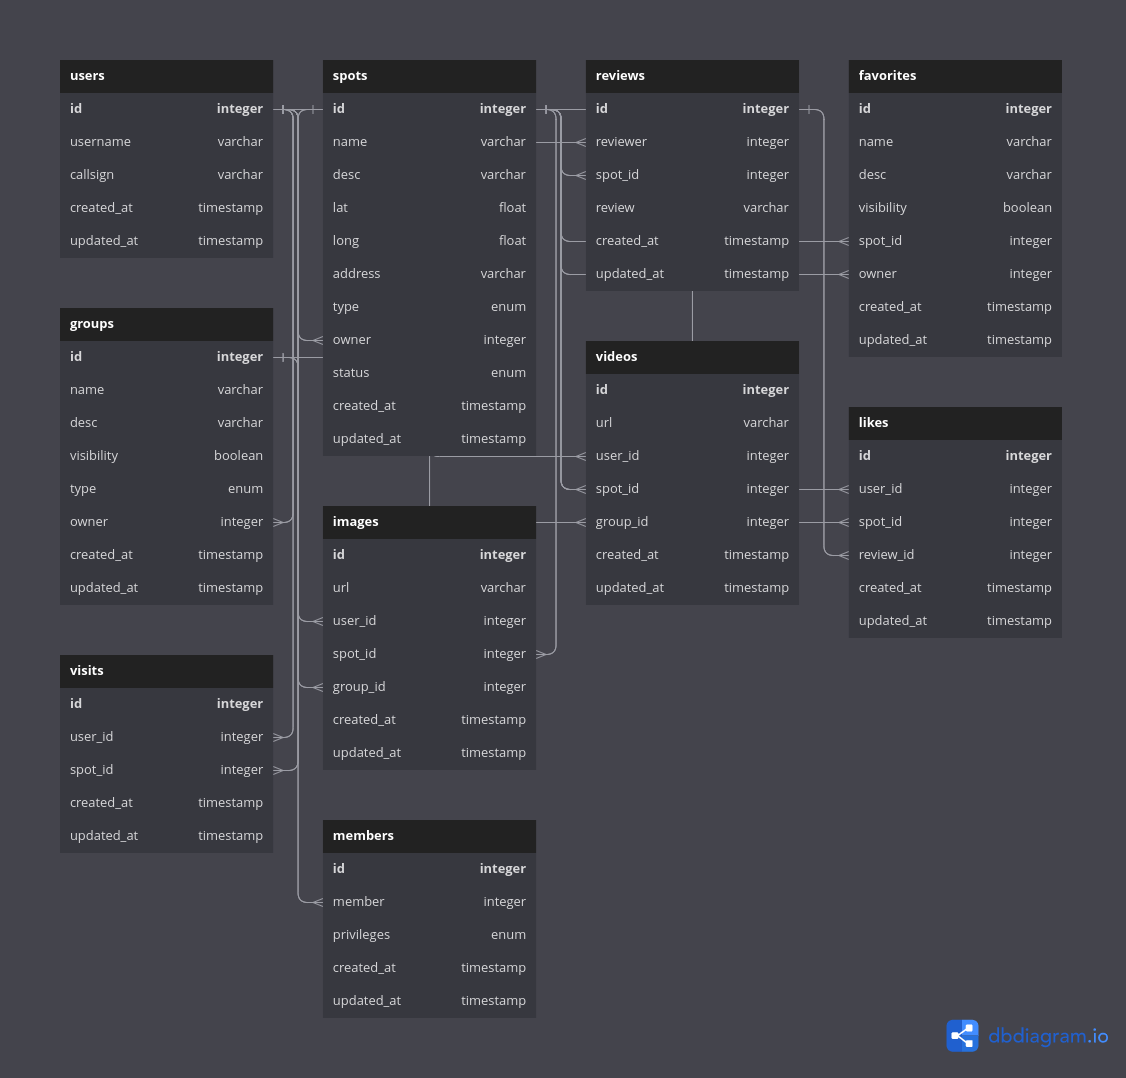 users
id integer
username varchar
callsign varchar
created_at timestamp
updated_at timestamp
groups
id integer
name varchar
desc varchar
visibility boolean
type enum
owner integer
created_at timestamp
updated_at timestamp
visits
id integer
user_id integer
spot_id integer
created_at timestamp
updated_at timestamp
spots
id integer
name varchar
desc varchar
lat float
long float
address varchar
type enum
owner integer
status enum
created_at timestamp
updated_at timestamp
images
id integer
url varchar
user_id integer
spot_id integer
group_id integer
created_at timestamp
updated_at timestamp
members
id integer
member integer
privileges enum
created_at timestamp
updated_at timestamp
reviews
id integer
reviewer integer
spot_id integer
review varchar
created_at timestamp
updated_at timestamp
videos
id integer
url varchar
user_id integer
spot_id integer
group_id integer
created_at timestamp
updated_at timestamp
favorites
id integer
name varchar
desc varchar
visibility boolean
spot_id integer
owner integer
created_at timestamp
updated_at timestamp
likes
id integer
user_id integer
spot_id integer
review_id integer
created_at timestamp
updated_at timestamp
dbdiagram.io